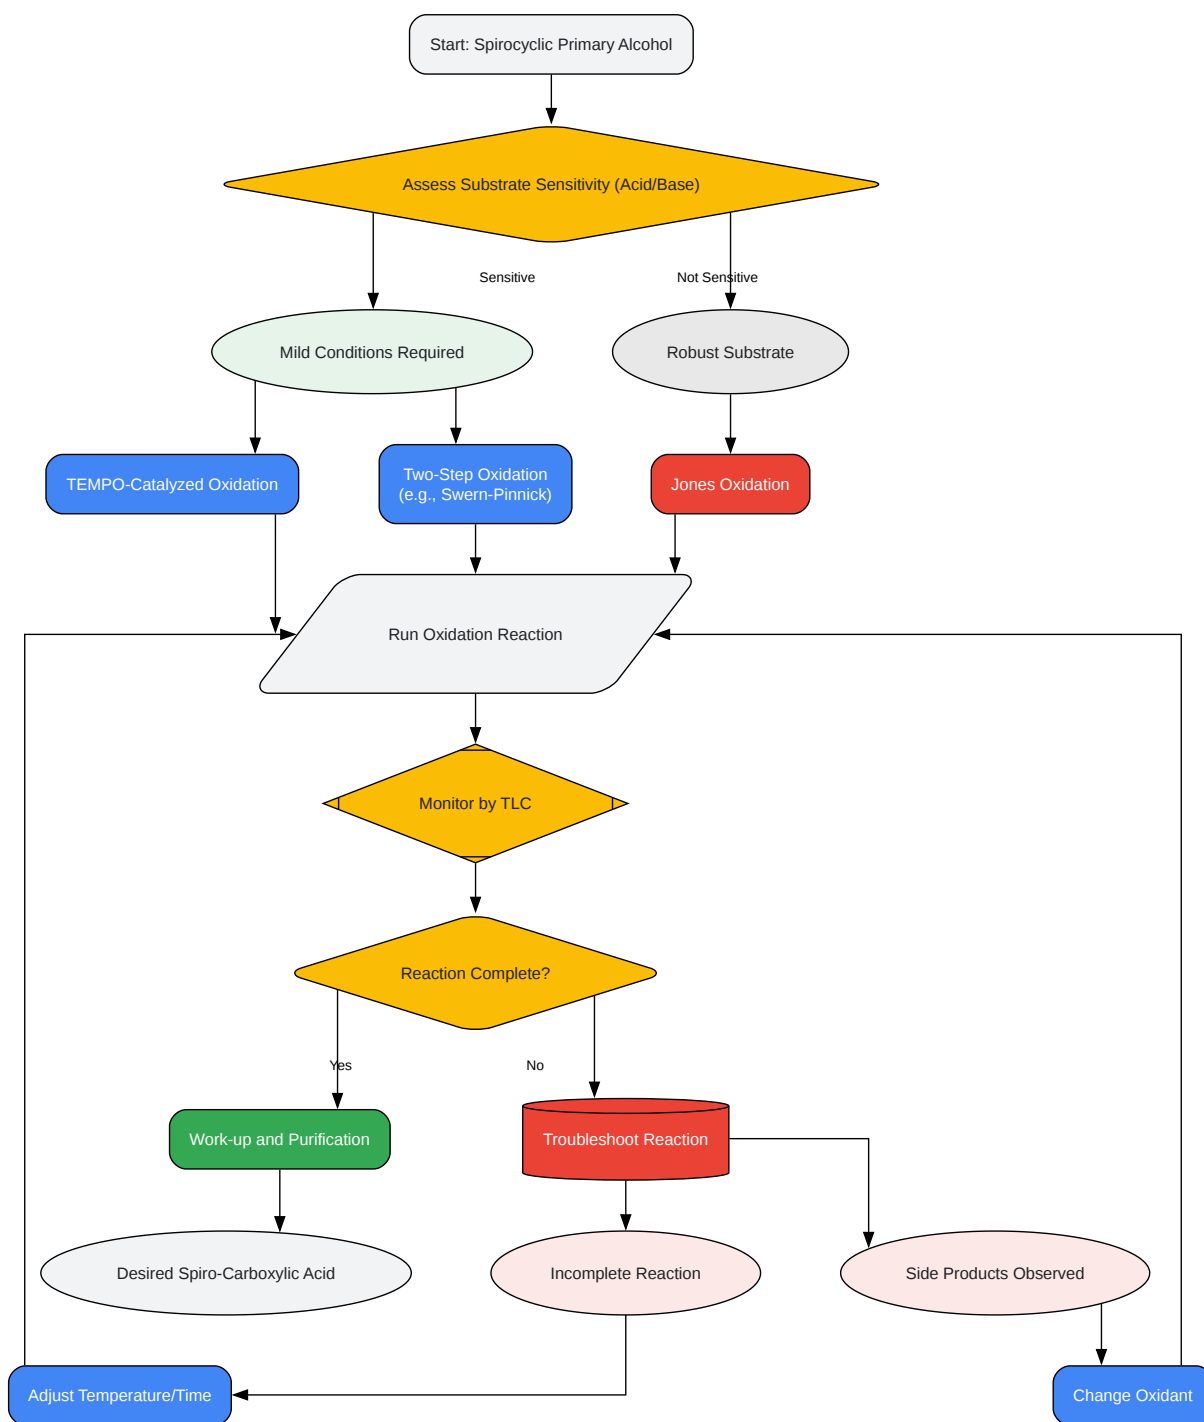 Start: Spirocyclic Primary Alcohol
Assess Substrate Sensitivity (Acid/Base)
Sensitive
Not Sensitive
Mild Conditions Required
Robust Substrate
TEMPO-Catalyzed Oxidation
Two-Step Oxidation
(e.g., Swern-Pinnick)
Jones Oxidation
Run Oxidation Reaction
Monitor by TLC
Reaction Complete?
Yes
No
Work-up and Purification
Troubleshoot Reaction
Desired Spiro-Carboxylic Acid
Incomplete Reaction
Side Products Observed
Adjust Temperature/Time
Change Oxidant